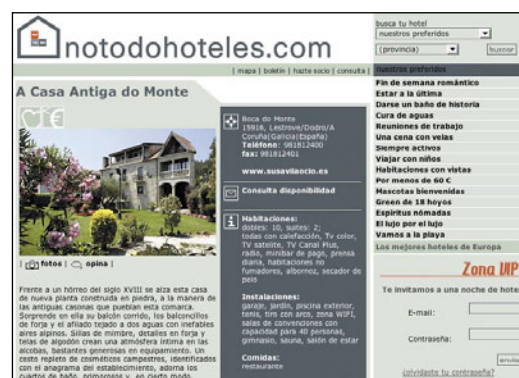 notodohoteles.com
busca tu hotel
nuestros preferidos
(provincia)
buscar
| mapa | boletín | hazte socio | consulta |
nuestros preferidos
A Casa Antiga do Monte
Boca do Monte
15916, Lestrove/Dodro/A
Coruña(Galicia|España)
Teléfono: 981812400
fax: 981812401
www.susavilaocio.es
Consulta disponibilidad
Habitaciones:
dobles: 10, suites: 2;
todas con calefacción, Tv color,
TV satelite, TV Canal Plus,
radio, minibar de pago, prensa
diaria, habitaciones no
fumadores, albornoz, secador de
pelo
Instalaciones:
garaje, jardín, piscina exterior,
tenis, tiro con arco, zona WIFI,
salas de convenciones con
capacidad para 40 personas,
gimnasio, sauna, salón de estar
Comidas:
restaurante
| fotos | opina |
Frente a un hórreo del siglo XVIII se alza esta casa
de nueva planta construida en piedra, a la manera de
las antiguas casonas que pueblan esta comarca.
Sorprende en ella su balcón corrido, los balconcillos
de forja y el afilado tejado a dos aguas con inefables
aires alpinos. Sillas de mimbre, detalles en forja y
telas de algodón crean una atmósfera íntima en las
alcobas, bastantes generosas en equipamiento. Un
cesto repleto de cosméticos campestres, identificados
con el anagrama del establecimiento, adorna los
cuartos de baño, primorosos y, en cierto modo,
Fin de semana romántico
Estar a la última
Darse un baño de historia
Cura de aguas
Reuniones de trabajo
Una cena con velas
Siempre activos
Viajar con niños
Habitaciones con vistas
Por menos de 60 €
Mascotas bienvenidas
Green de 18 hoyos
Espíritus nómadas
El lujo por el lujo
Vamos a la playa
Los mejores hoteles de Europa
Zona VIP
Te invitamos a una noche de hote
E-mail:
Contraseña:
envia
¿olvidaste tu contraseña?